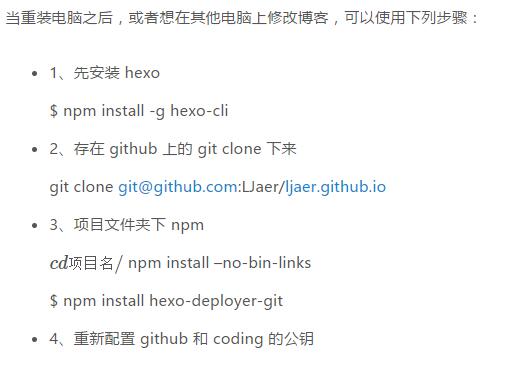 当重装电脑之后，或者想在其他电脑上修改博客，可以使用下列步骤：
• 1、先安装 hexo
$ npm install -g hexo-cli
• 2、存在 github 上的 git clone 下来
git clone git@github.com:LJaer/ljaer.github.io
• 3、项目文件夹下 npm
cd项目名/ npm install –no-bin-links
$ npm install hexo-deployer-git
• 4、重新配置 github 和 coding 的公钥